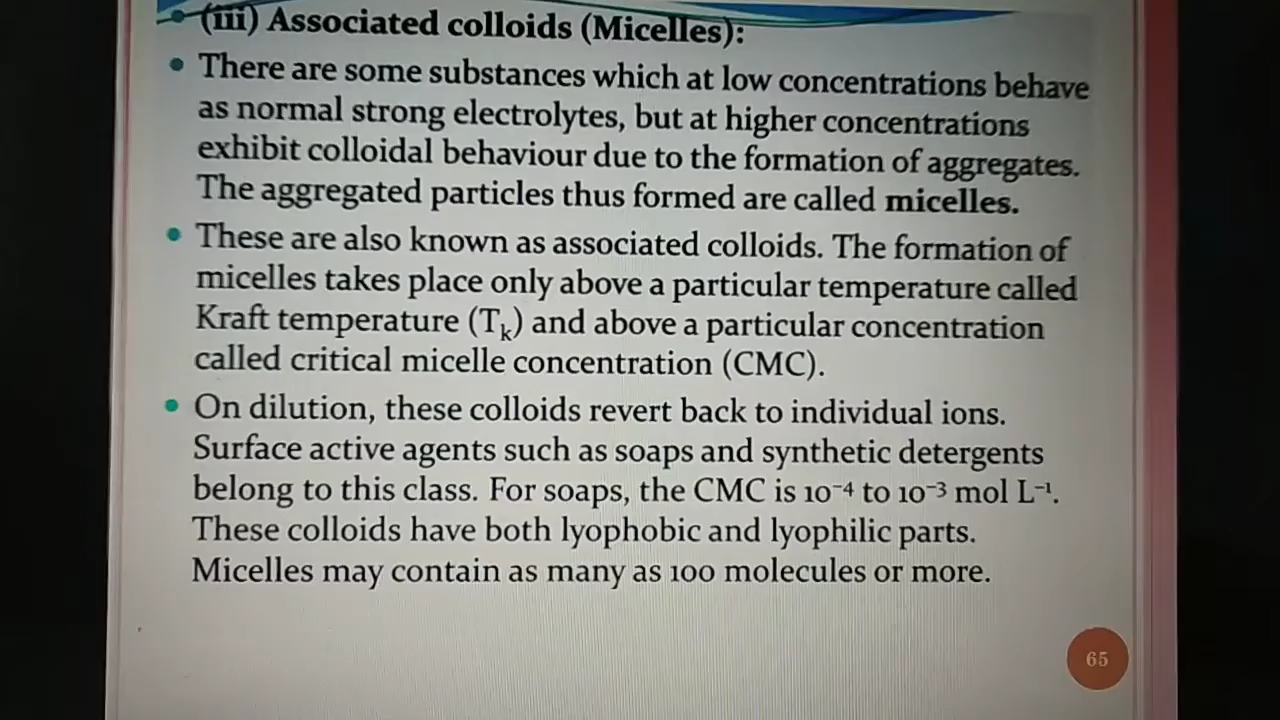 (iii) Associated colloids (Micelles):
• There are some substances which at low concentrations behave
as normal strong electrolytes, but at higher concentrations
exhibit colloidal behaviour due to the formation of aggregates.
The aggregated particles thus formed are called micelles.
• These are also known as associated colloids. The formation of
micelles takes place only above a particular temperature called
Kraft temperature (Tₖ) and above a particular concentration
called critical micelle concentration (CMC).
• On dilution, these colloids revert back to individual ions.
Surface active agents such as soaps and synthetic detergents
belong to this class. For soaps, the CMC is 10⁻⁴ to 10⁻³ mol L⁻¹.
These colloids have both lyophobic and lyophilic parts.
Micelles may contain as many as 100 molecules or more.
65